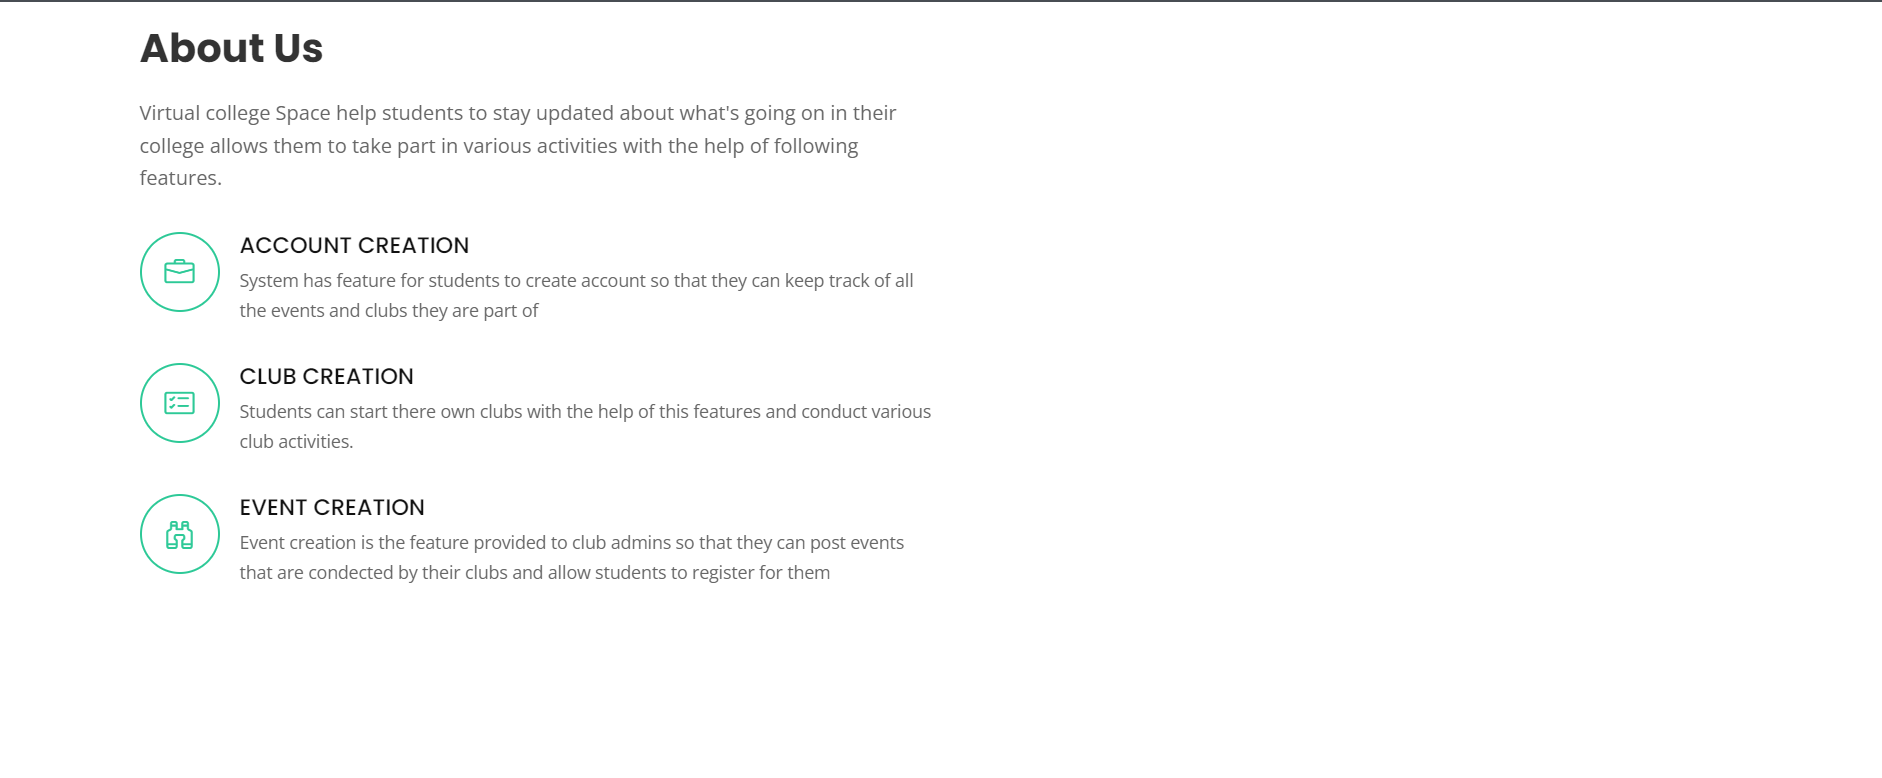 About Us
Virtual college Space help students to stay updated about what's going on in their
college allows them to take part in various activities with the help of following
features.
ACCOUNT CREATION
System has feature for students to create account so that they can keep track of all
the events and clubs they are part of
CLUB CREATION
Students can start there own clubs with the help of this features and conduct various
club activities.
EVENT CREATION
Event creation is the feature provided to club admins so that they can post events
that are condected by their clubs and allow students to register for them